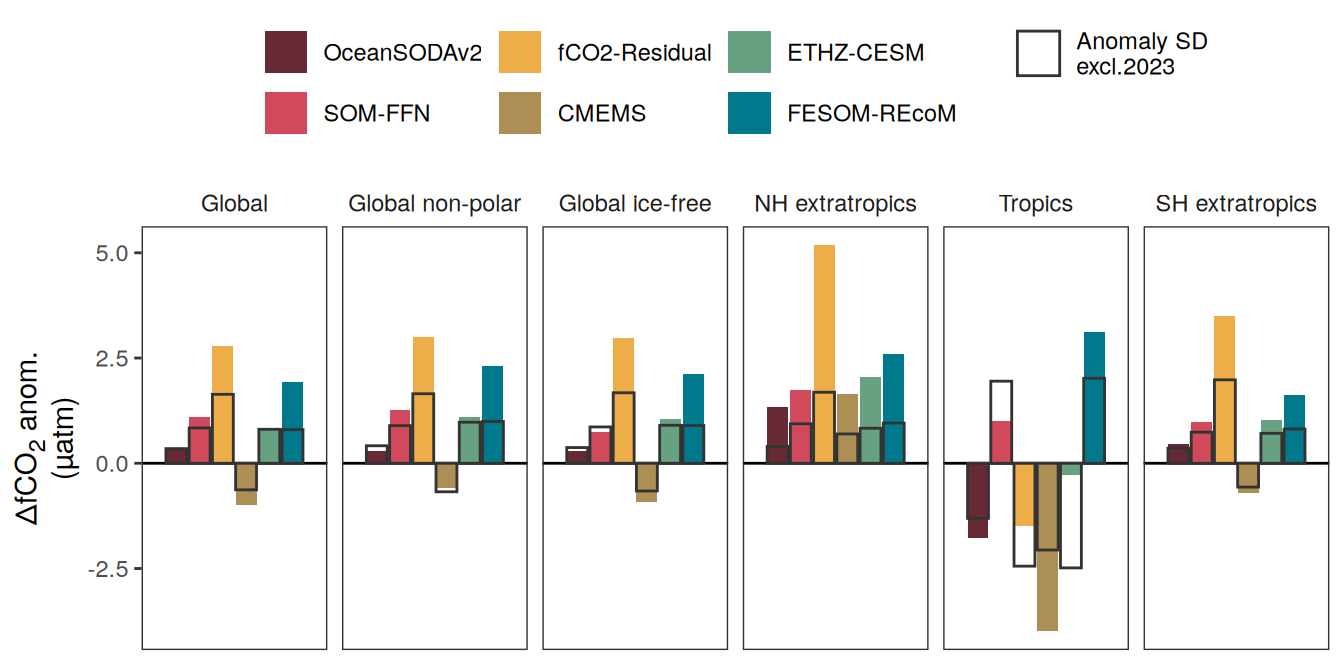 OceanSODAv2 fCO2-Residual ETHZ-CESM Anomaly SD
excl.2023
SOM-FFN CMEMS FESOM-REcoM
Global Global non-polar Global ice-free NH extratropics Tropics SH extratropics
5.0
2.5
0.0
-2.5
ΔfCO₂ anom.
(µatm)